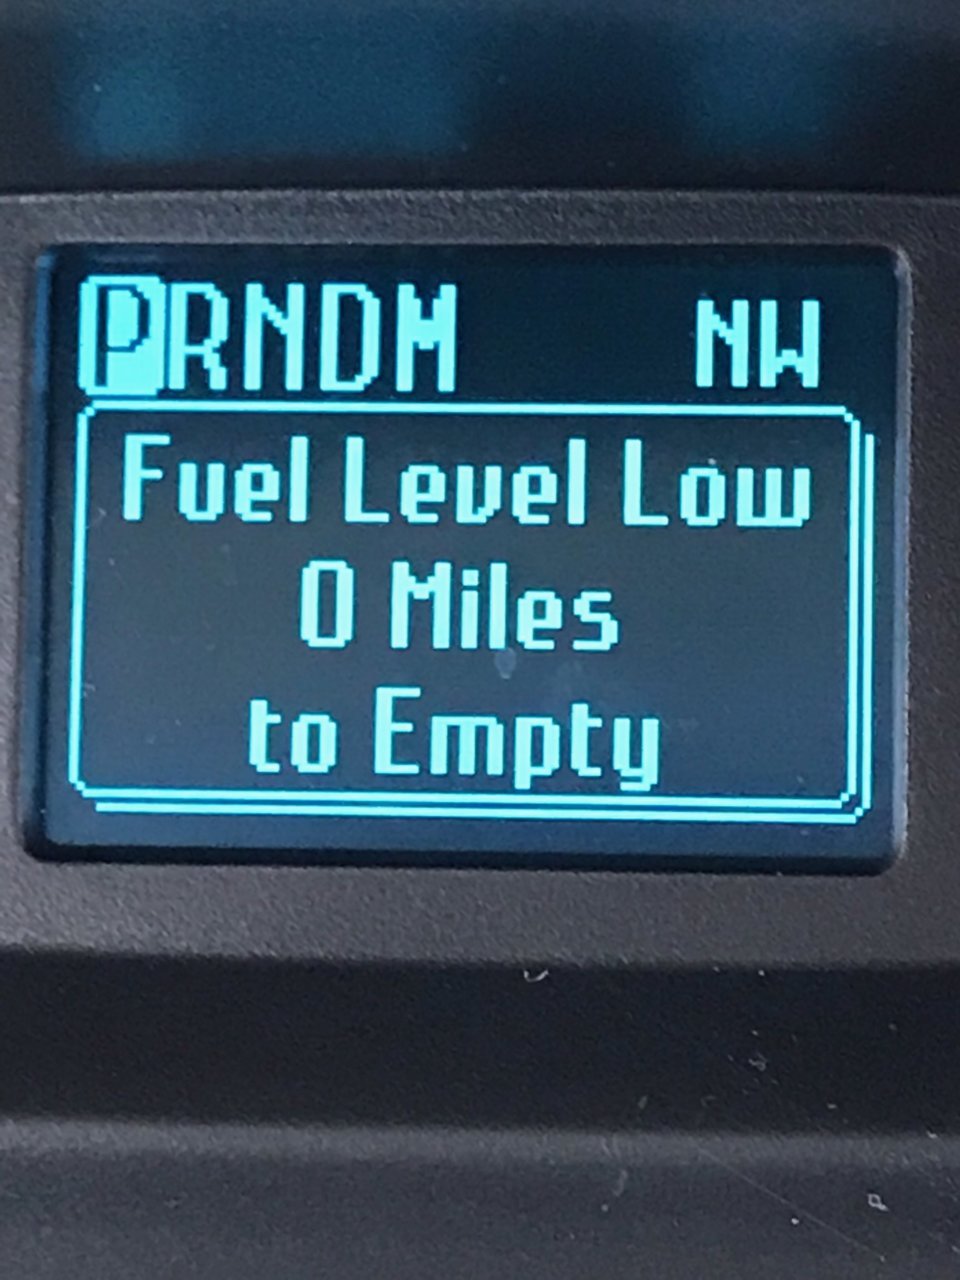 PRNDM NW
Fuel Level Low
0 Miles
to Empty